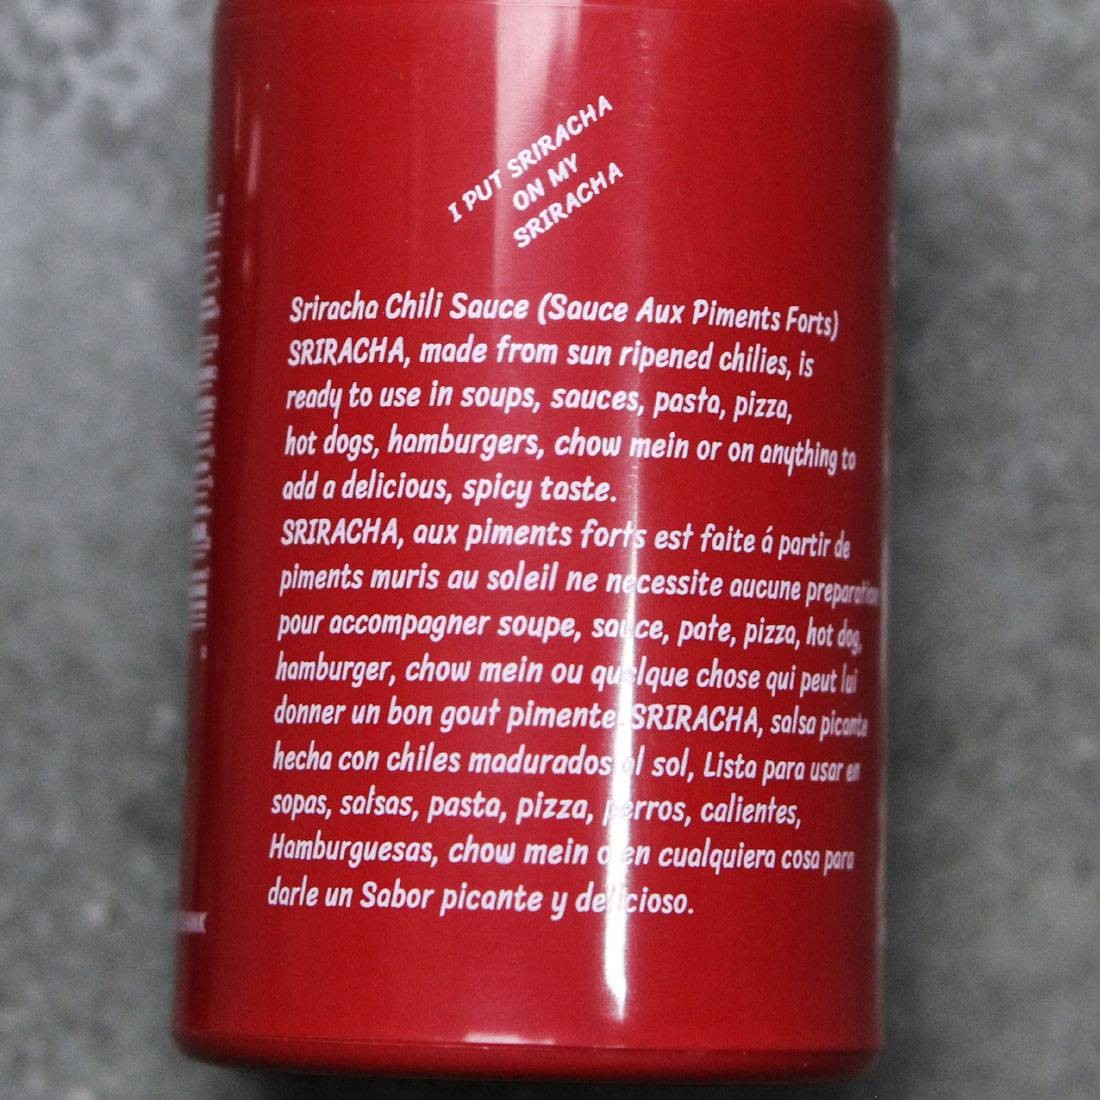 I PUT SRIRACHA
ON MY
SRIRACHA
Sriracha Chili Sauce (Sauce Aux Piments Forts)
SRIRACHA, made from sun ripened chilies, is
ready to use in soups, sauces, pasta, pizza,
hot dogs, hamburgers, chow mein or on anything to
add a delicious, spicy taste.
SRIRACHA, aux piments forts est faite á partir de
piments muris au soleil ne necessite aucune preparation
pour accompagner soupe, sauce, pate, pizza, hot dog,
hamburger, chow mein ou quelque chose qui peut lui
donner un bon gout pimente. SRIRACHA, salsa picante
hecha con chiles madurados al sol, Lista para usar en
sopas, salsas, pasta, pizza, perros, calientes,
Hamburguesas, chow mein o en cualquiera cosa para
darle un Sabor picante y delicioso.